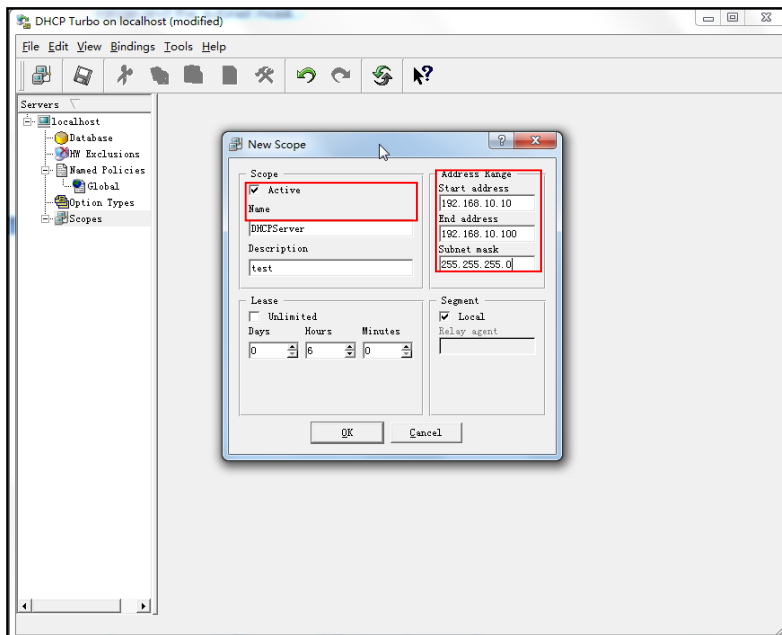 DHCP Turbo on localhost (modified)
File Edit View Bindings Tools Help
Servers
localhost
Database
HW Exclusions
Named Policies
Global
Option Types
Scopes
New Scope
Scope
Active
Name
DHCPServer
Description
test
Address Range
Start address
192.168.10.10
End address
192.168.10.100
Subnet mask
255.255.255.0
Lease
Unlimited
Days Hours Minutes
0 6 0
Segment
Local
Relay agent
OK Cancel